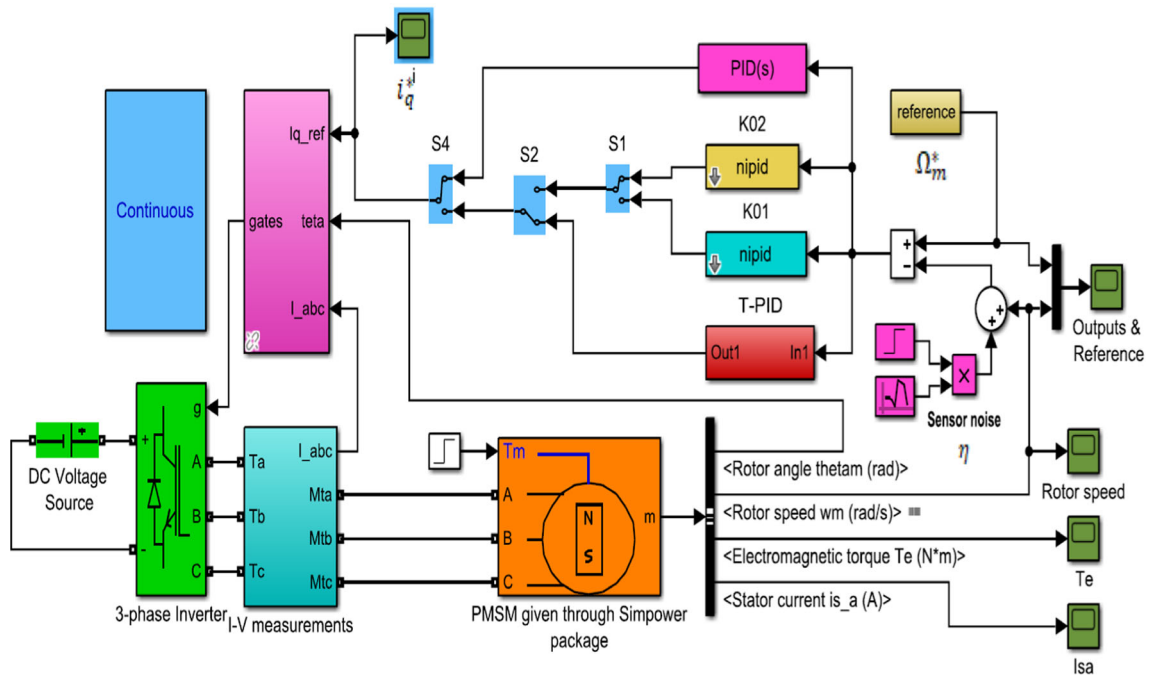 i_q^{*i}
PID(s)
reference
Ω_m^*
K02
nipid
S4
S2
S1
Iq_ref
Continuous
gates
teta
K01
nipid
+
−
I_abc
T-PID
Out1
In1
+
+
×
Outputs &
Reference
Sensor noise
η
g
+
-
A
B
C
DC Voltage
Source
3-phase Inverter
Ta
Tb
Tc
I_abc
Mta
Mtb
Mtc
I-V measurements
Tm
A
B
C
N
S
m
PMSM given through Simpower
package
<Rotor angle thetam (rad)>
<Rotor speed wm (rad/s)>
<Electromagnetic torque Te (N*m)>
<Stator current is_a (A)>
Rotor speed
Te
Isa